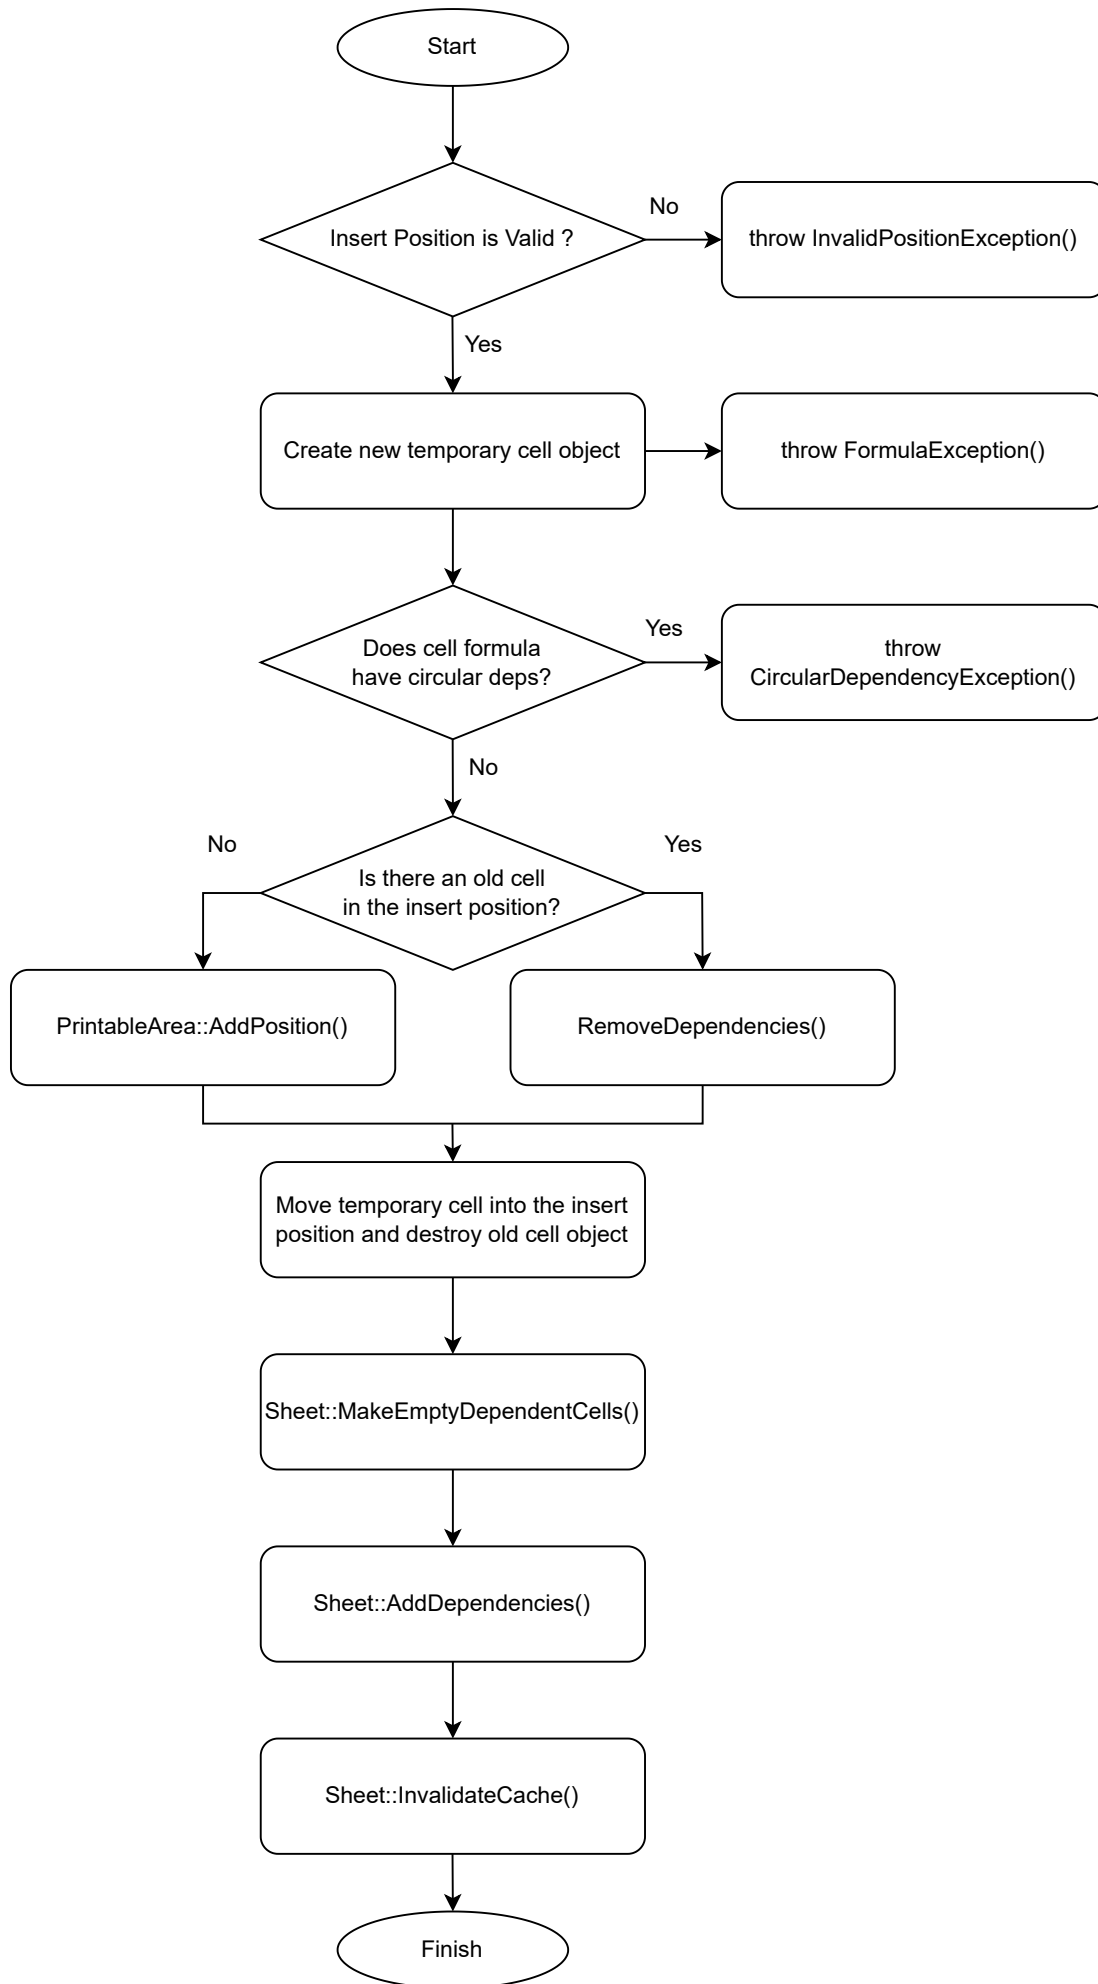 Start
Insert Position is Valid ?
No
throw InvalidPositionException()
Yes
Create new temporary cell object
throw FormulaException()
Does cell formula
have circular deps?
Yes
throw
CircularDependencyException()
No
No
Is there an old cell
in the insert position?
Yes
PrintableArea::AddPosition()
RemoveDependencies()
Move temporary cell into the insert
position and destroy old cell object
Sheet::MakeEmptyDependentCells()
Sheet::AddDependencies()
Sheet::InvalidateCache()
Finish